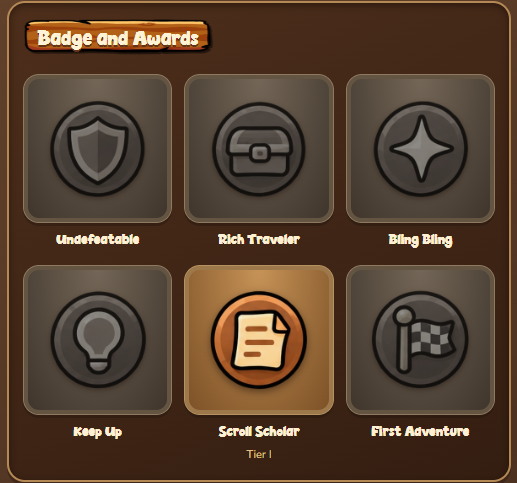 Badge and Awards
Undefeatable
Rich Traveler
Bling Bling
Keep Up
Scroll Scholar
First Adventure
Tier I